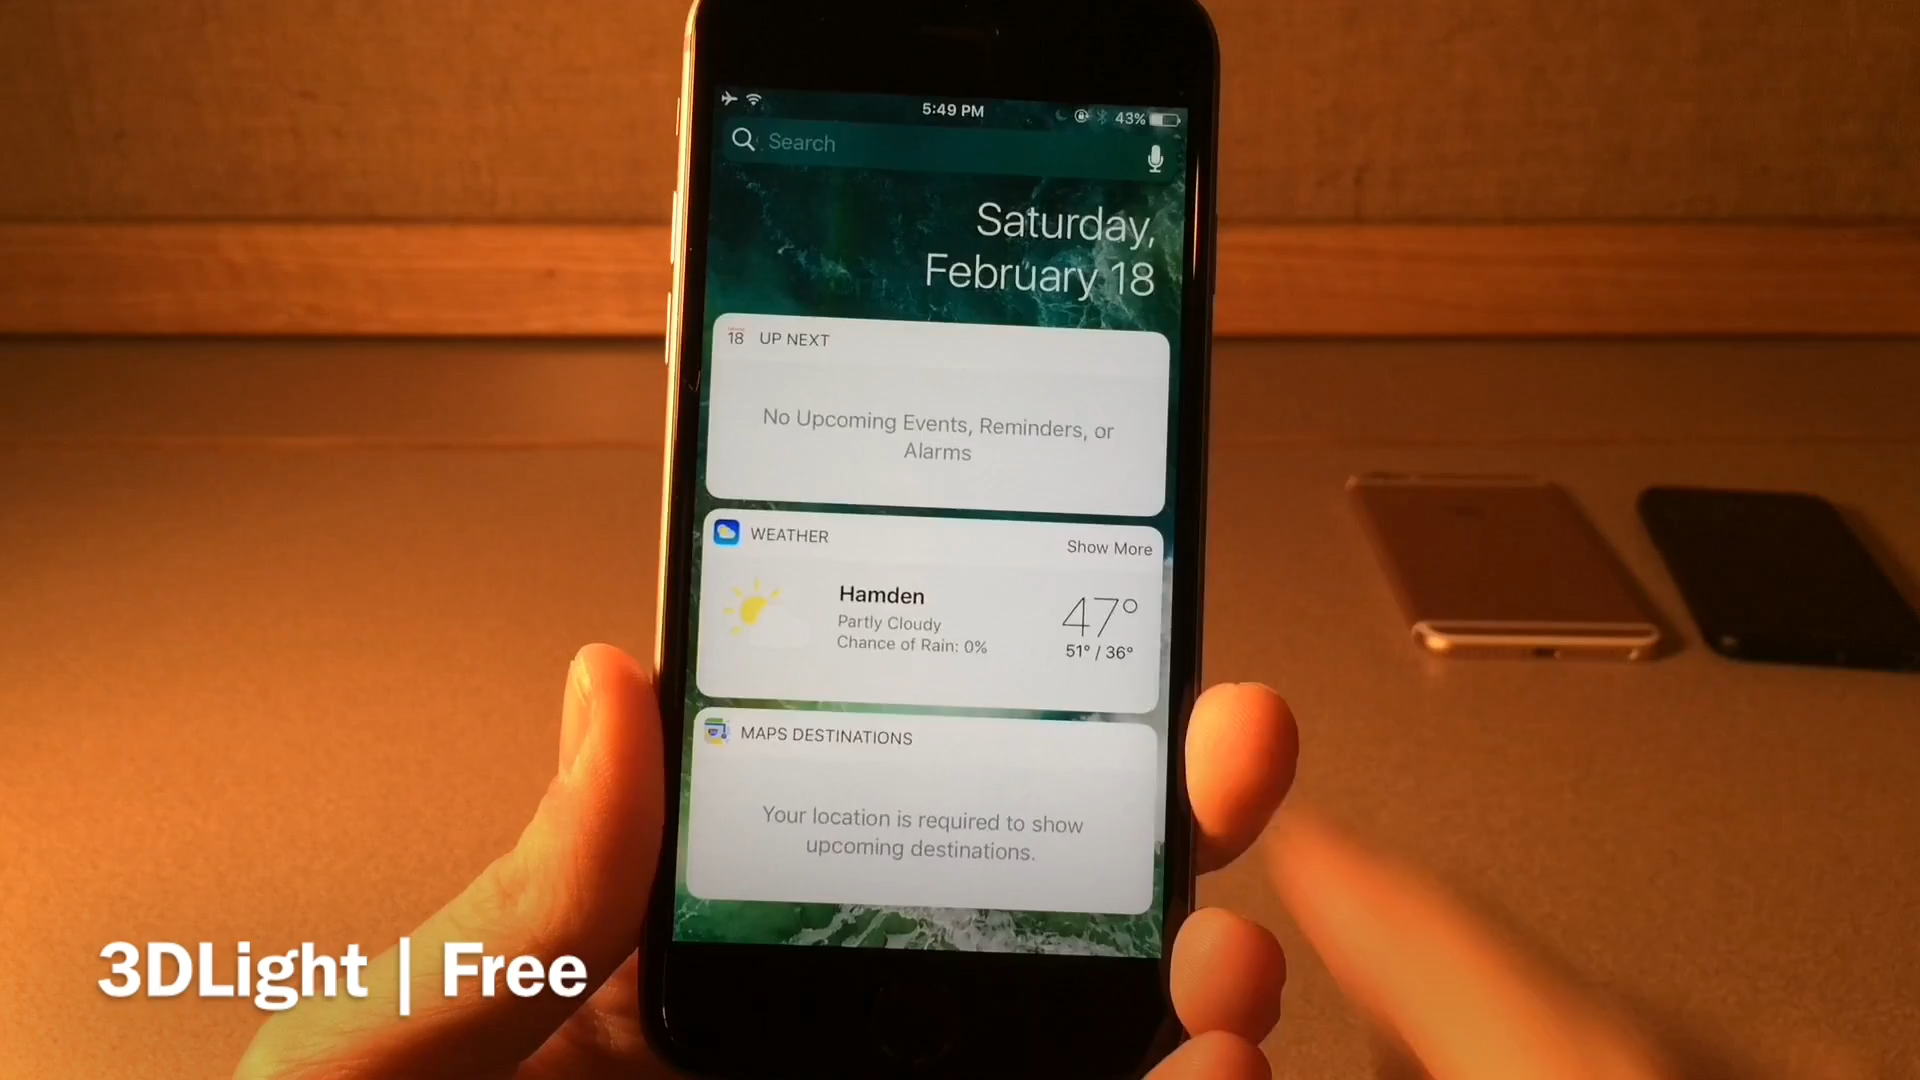 5:49 PM
43%
Search
Saturday,
February 18
18 UP NEXT
No Upcoming Events, Reminders, or
Alarms
WEATHER
Show More
Hamden
47°
Partly Cloudy
Chance of Rain: 0%
51° / 36°
MAPS DESTINATIONS
Your location is required to show
upcoming destinations.
3DLight | Free